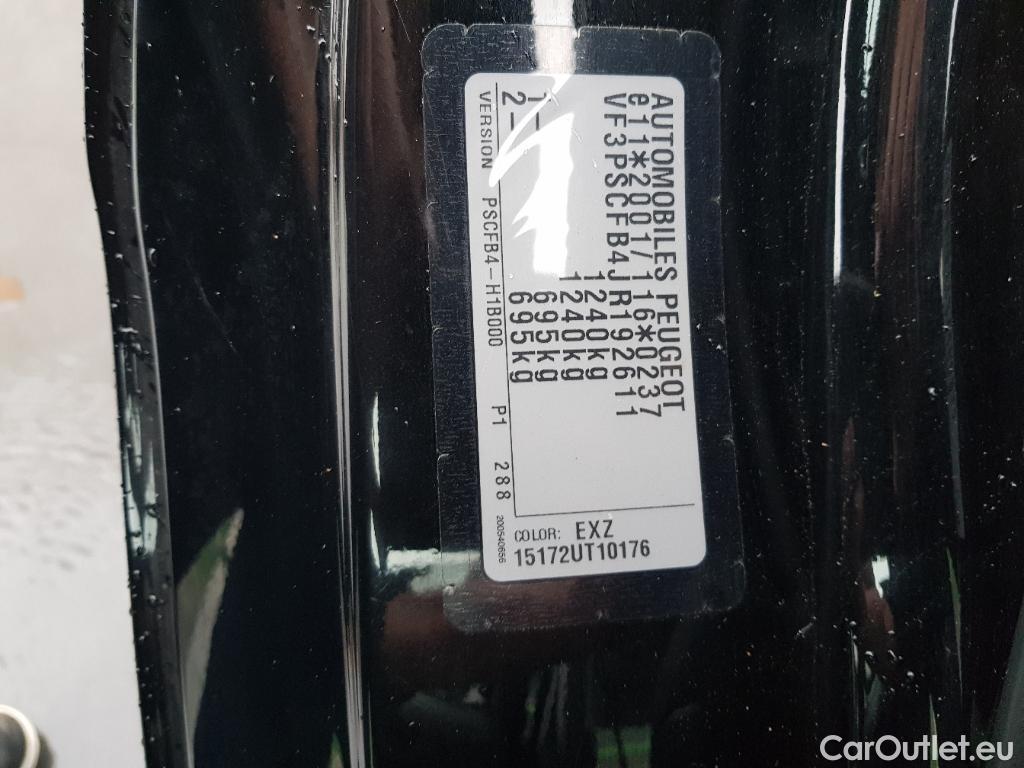 AUTOMOBILES PEUGEOT
e11*2001/116*0237
VF3PSCFB4JR192611
1240kg
1240kg
1- 695kg
2- 695kg
VERSION PSCFB4-H1B000 P1 288
200540656
COLOR: EXZ
15172UT10176
CarOutlet.eu